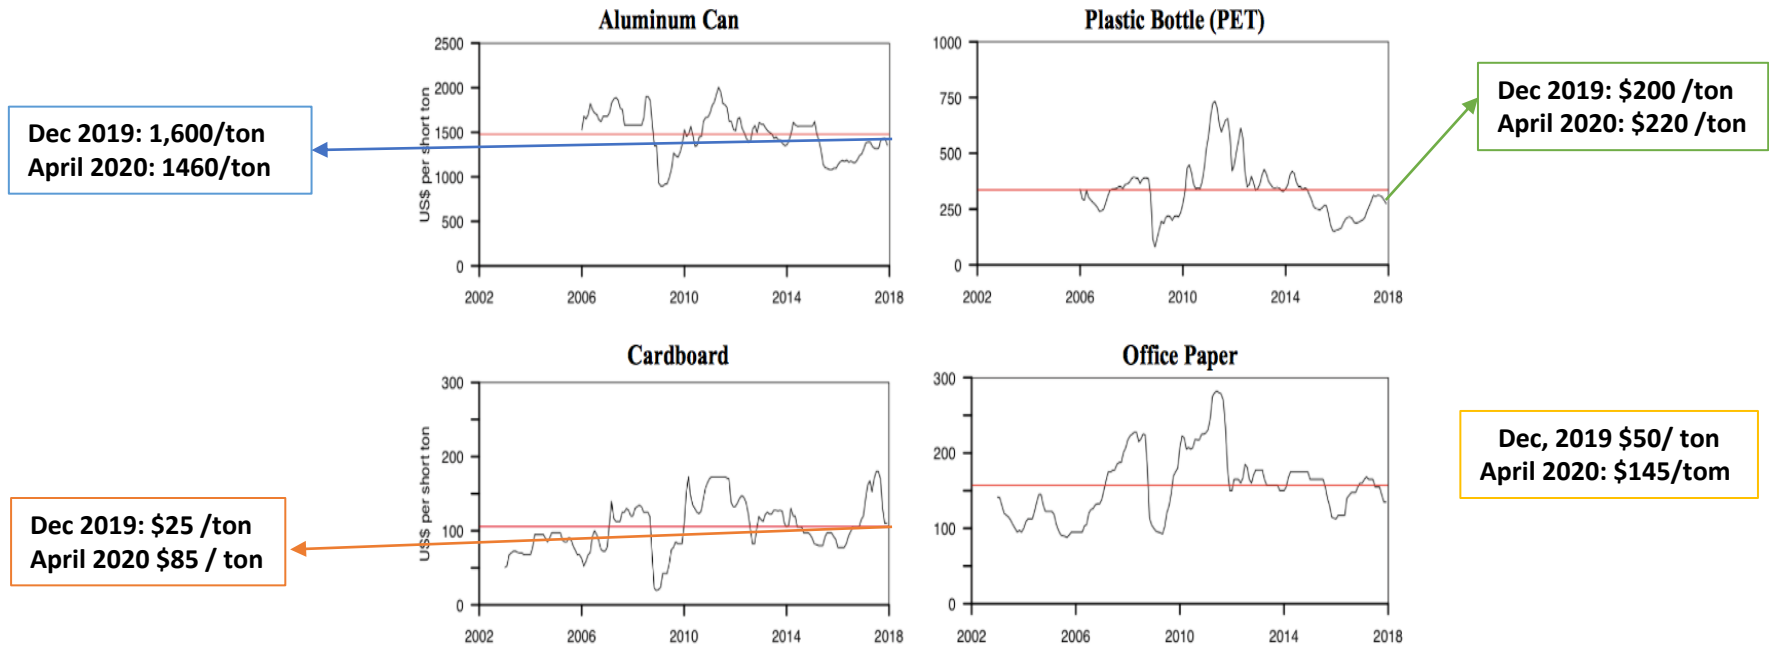 Aluminum Can
2500
2000
1500
1000
500
0
US$ per short ton
2002 2006 2010 2014 2018
Plastic Bottle (PET)
1000
750
500
250
0
2002 2006 2010 2014 2018
Dec 2019: 1,600/ton
April 2020: 1460/ton
Dec 2019: $200 /ton
April 2020: $220 /ton
Cardboard
300
200
100
0
US$ per short ton
2002 2006 2010 2014 2018
Office Paper
300
200
100
0
2002 2006 2010 2014 2018
Dec 2019: $25 /ton
April 2020 $85 / ton
Dec, 2019 $50/ ton
April 2020: $145/tom